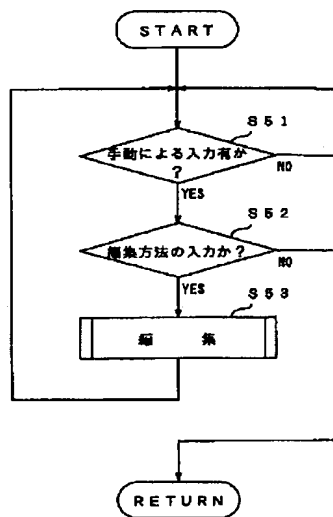 START
S51
手動による入力有か
?
NO
YES
S52
編集方法の入力か?
NO
YES
S53
編 集
RETURN